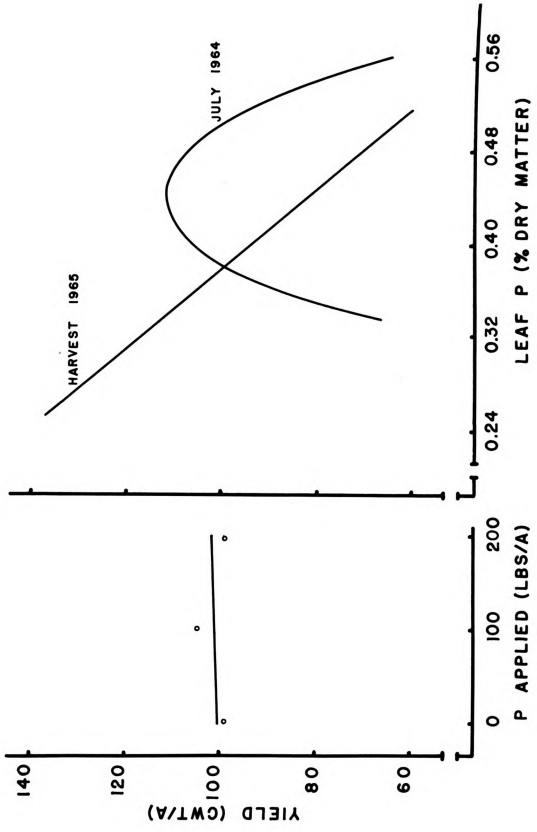 YIELD (CWT/A)
140
120
100
80
60
0
100
200
P APPLIED (LBS/A)
HARVEST 1965
JULY 1964
0.24
0.32
0.40
0.48
0.56
LEAF P (% DRY MATTER)